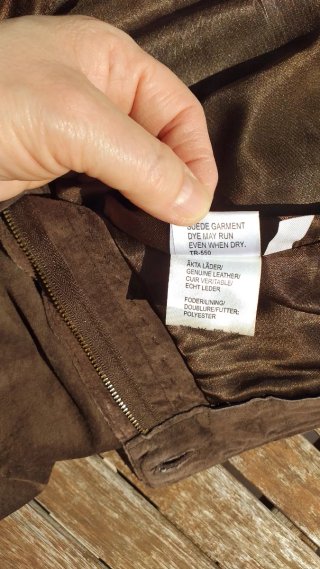 SUEDE GARMENT
DYE MAY RUN
EVEN WHEN DRY.
TR-550
ÄKTA LÄDER/
GENUINE LEATHER/
CUIR VERITABLE/
ECHT LEDER
FODER/LINING/
DOUBLURE/FUTTER:
POLYESTER